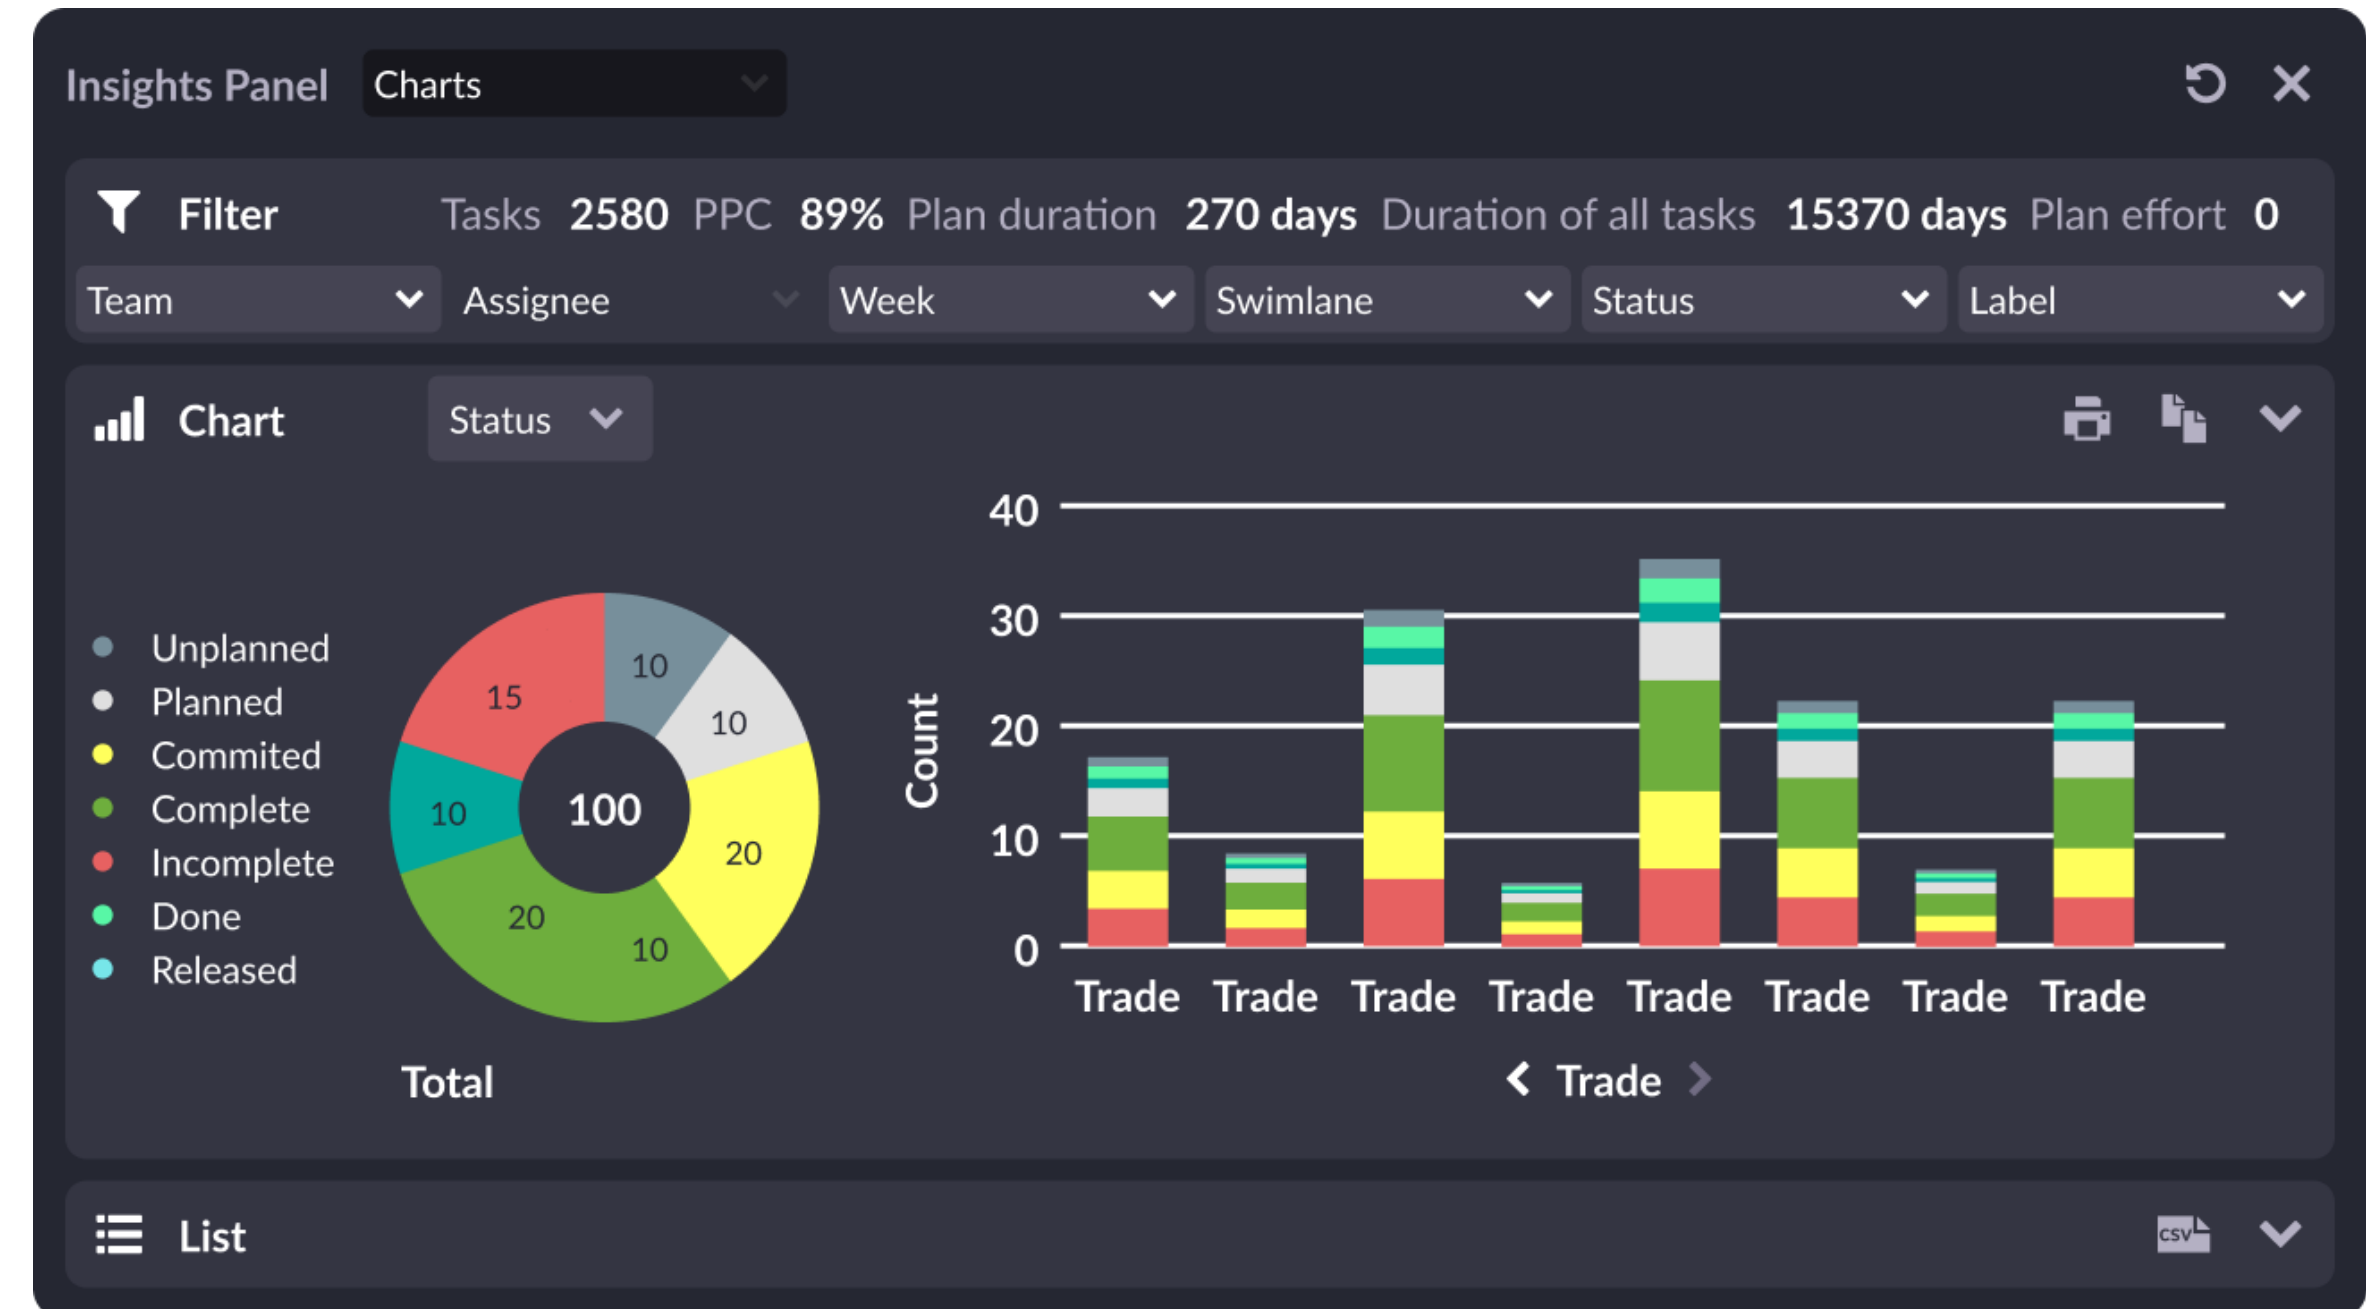 Insights Panel Charts
Filter Tasks 2580 PPC 89% Plan duration 270 days Duration of all tasks 15370 days Plan effort 0
Team Assignee Week Swimlane Status Label
Chart Status
Unplanned
Planned
Commited
Complete
Incomplete
Done
Released
10
10
20
10
20
10
15
100
Total
Count
40
30
20
10
0
Trade Trade Trade Trade Trade Trade Trade Trade
Trade
List
CSV